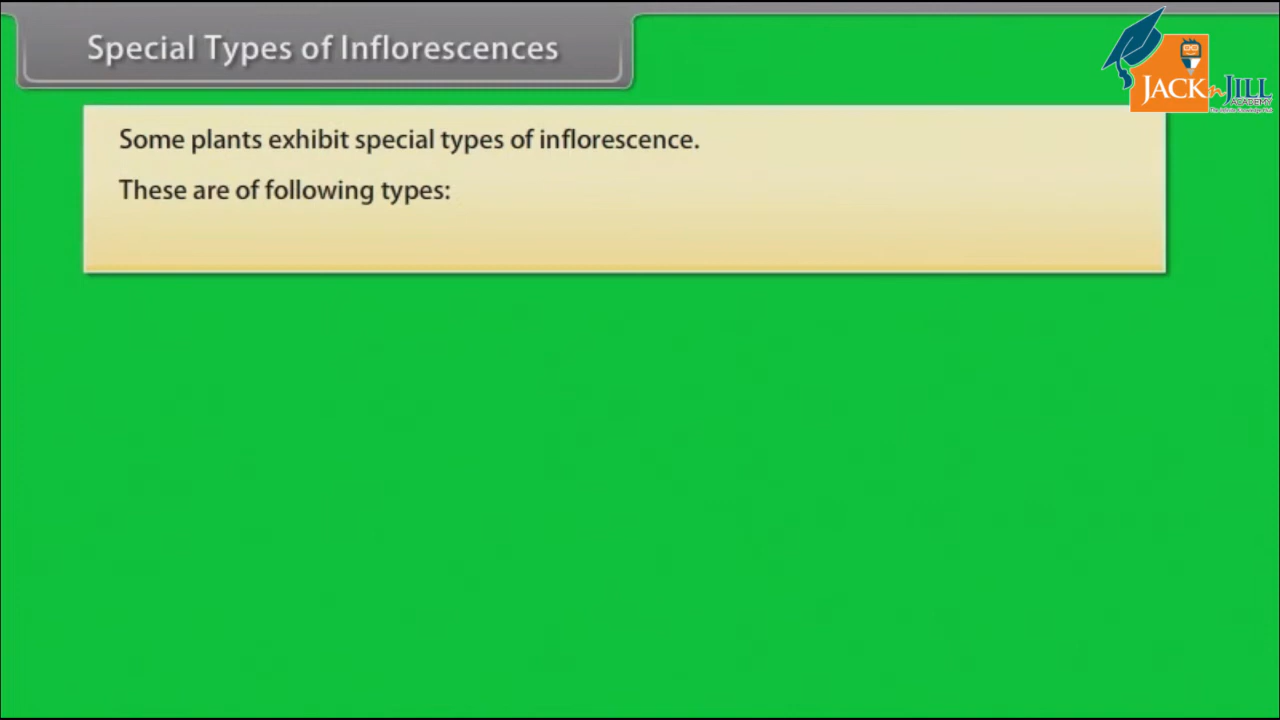 Special Types of Inflorescences
JACK n JILL
ACADEMY
Some plants exhibit special types of inflorescence.
These are of following types: